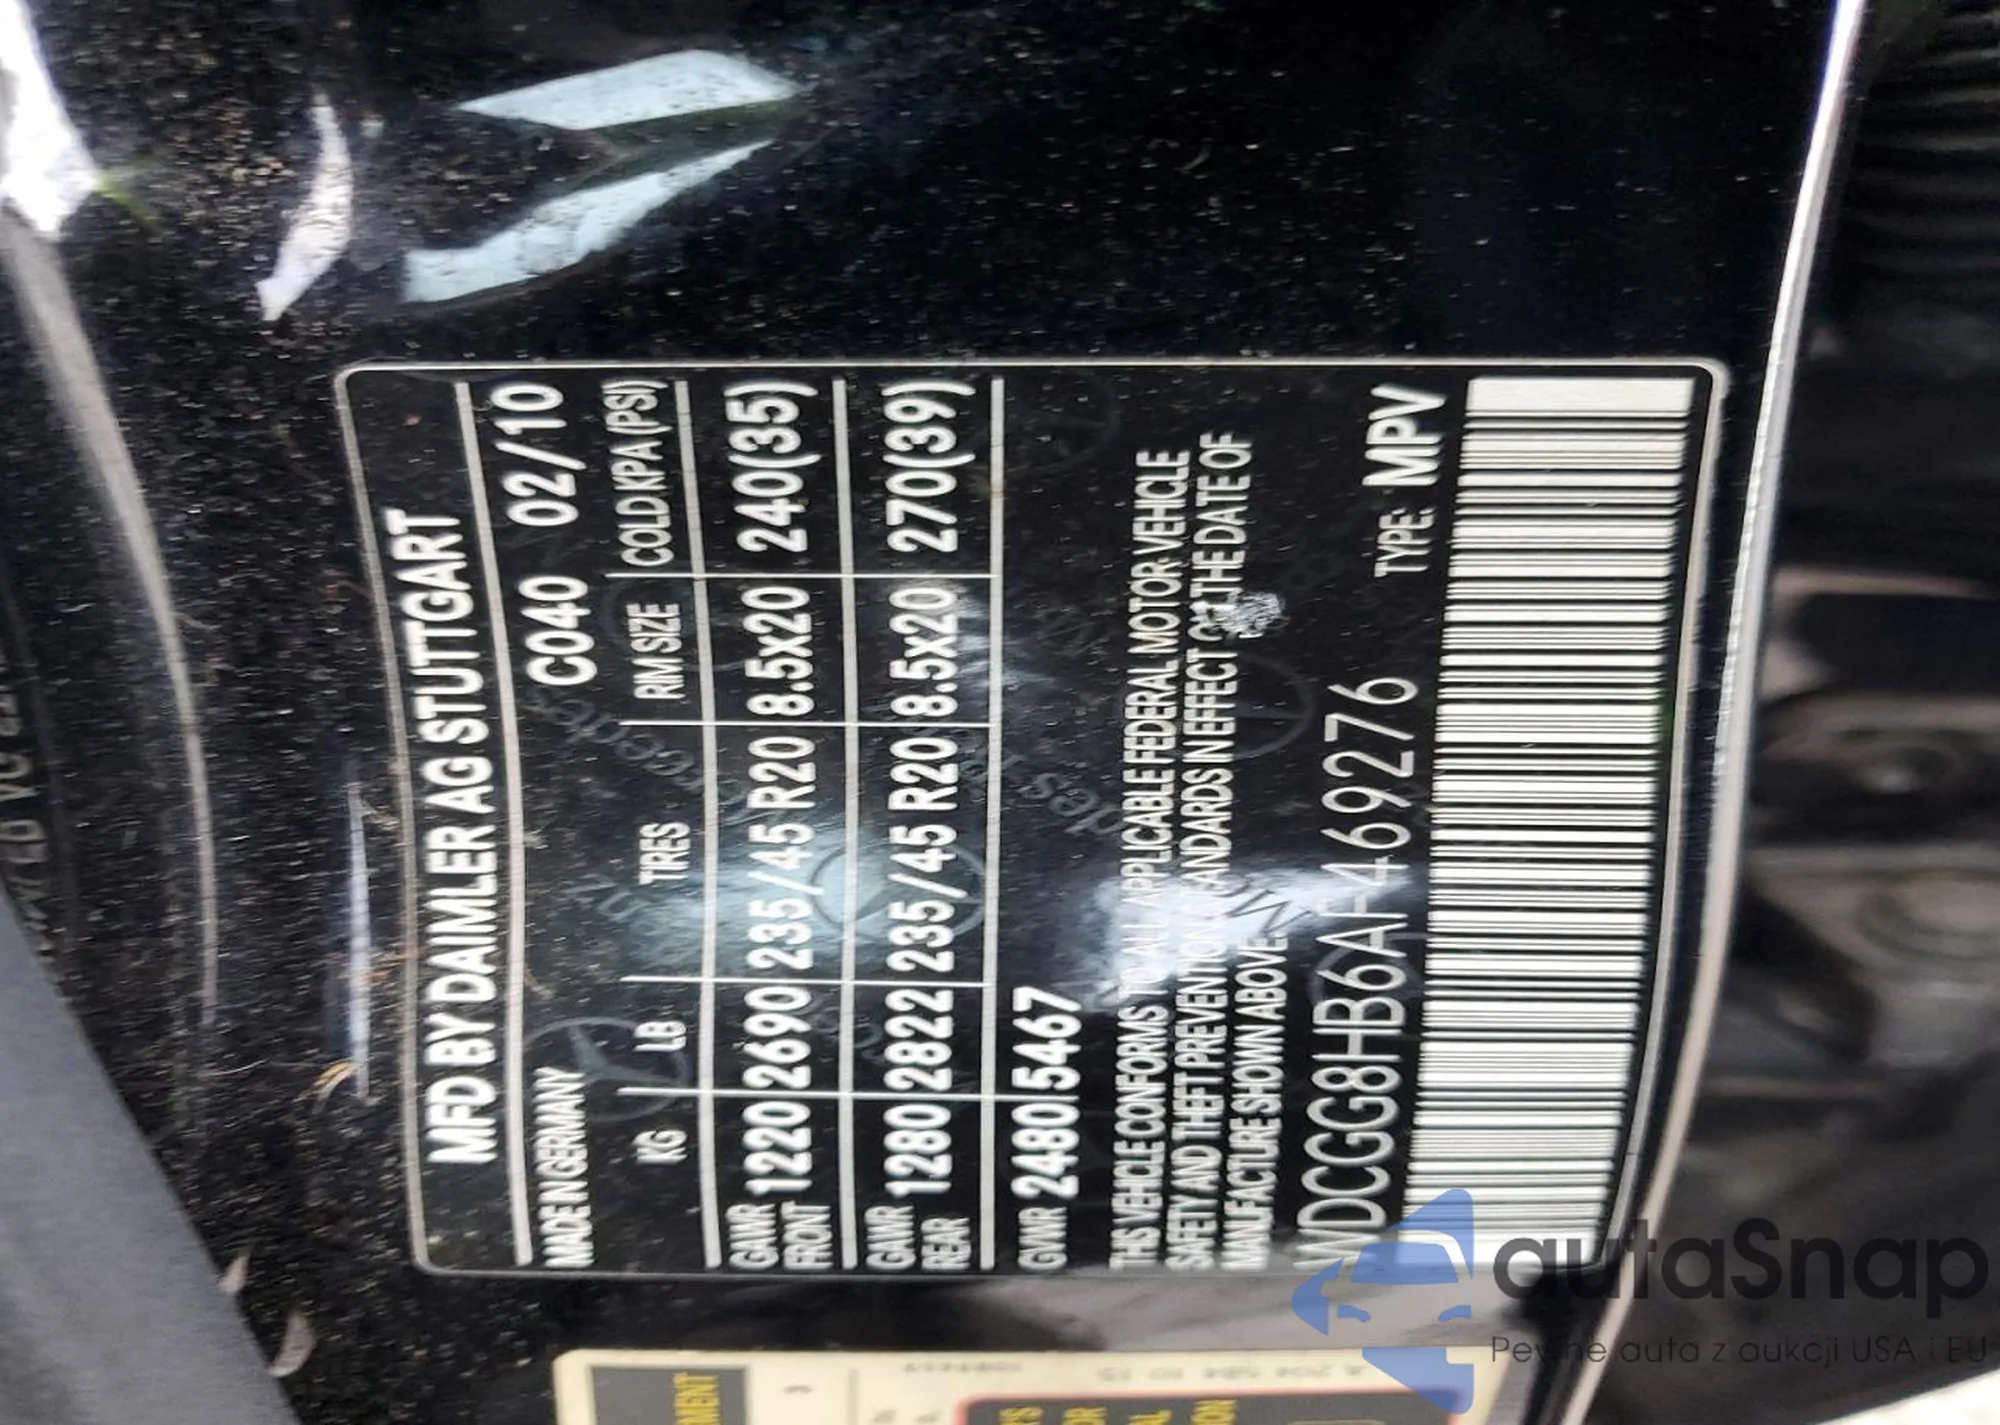 MFD BY DAIMLER AG STUTTGART
MADE IN GERMANY C040 02/10
KG LB TIRES RIM SIZE COLD KPA (PSI)
GAWR FRONT 1220 2690 235/45 R20 8.5x20 240(35)
GAWR REAR 1280 2822 235/45 R20 8.5x20 270(39)
GVWR 2480 5467
THIS VEHICLE CONFORMS TO ALL APPLICABLE FEDERAL MOTOR VEHICLE
SAFETY AND THEFT PREVENTION STANDARDS IN EFFECT ON THE DATE OF
MANUFACTURE SHOWN ABOVE.
WDCGG8HB6AF469276 TYPE: MPV
autaSnap
Pewne auta z aukcji USA i EU